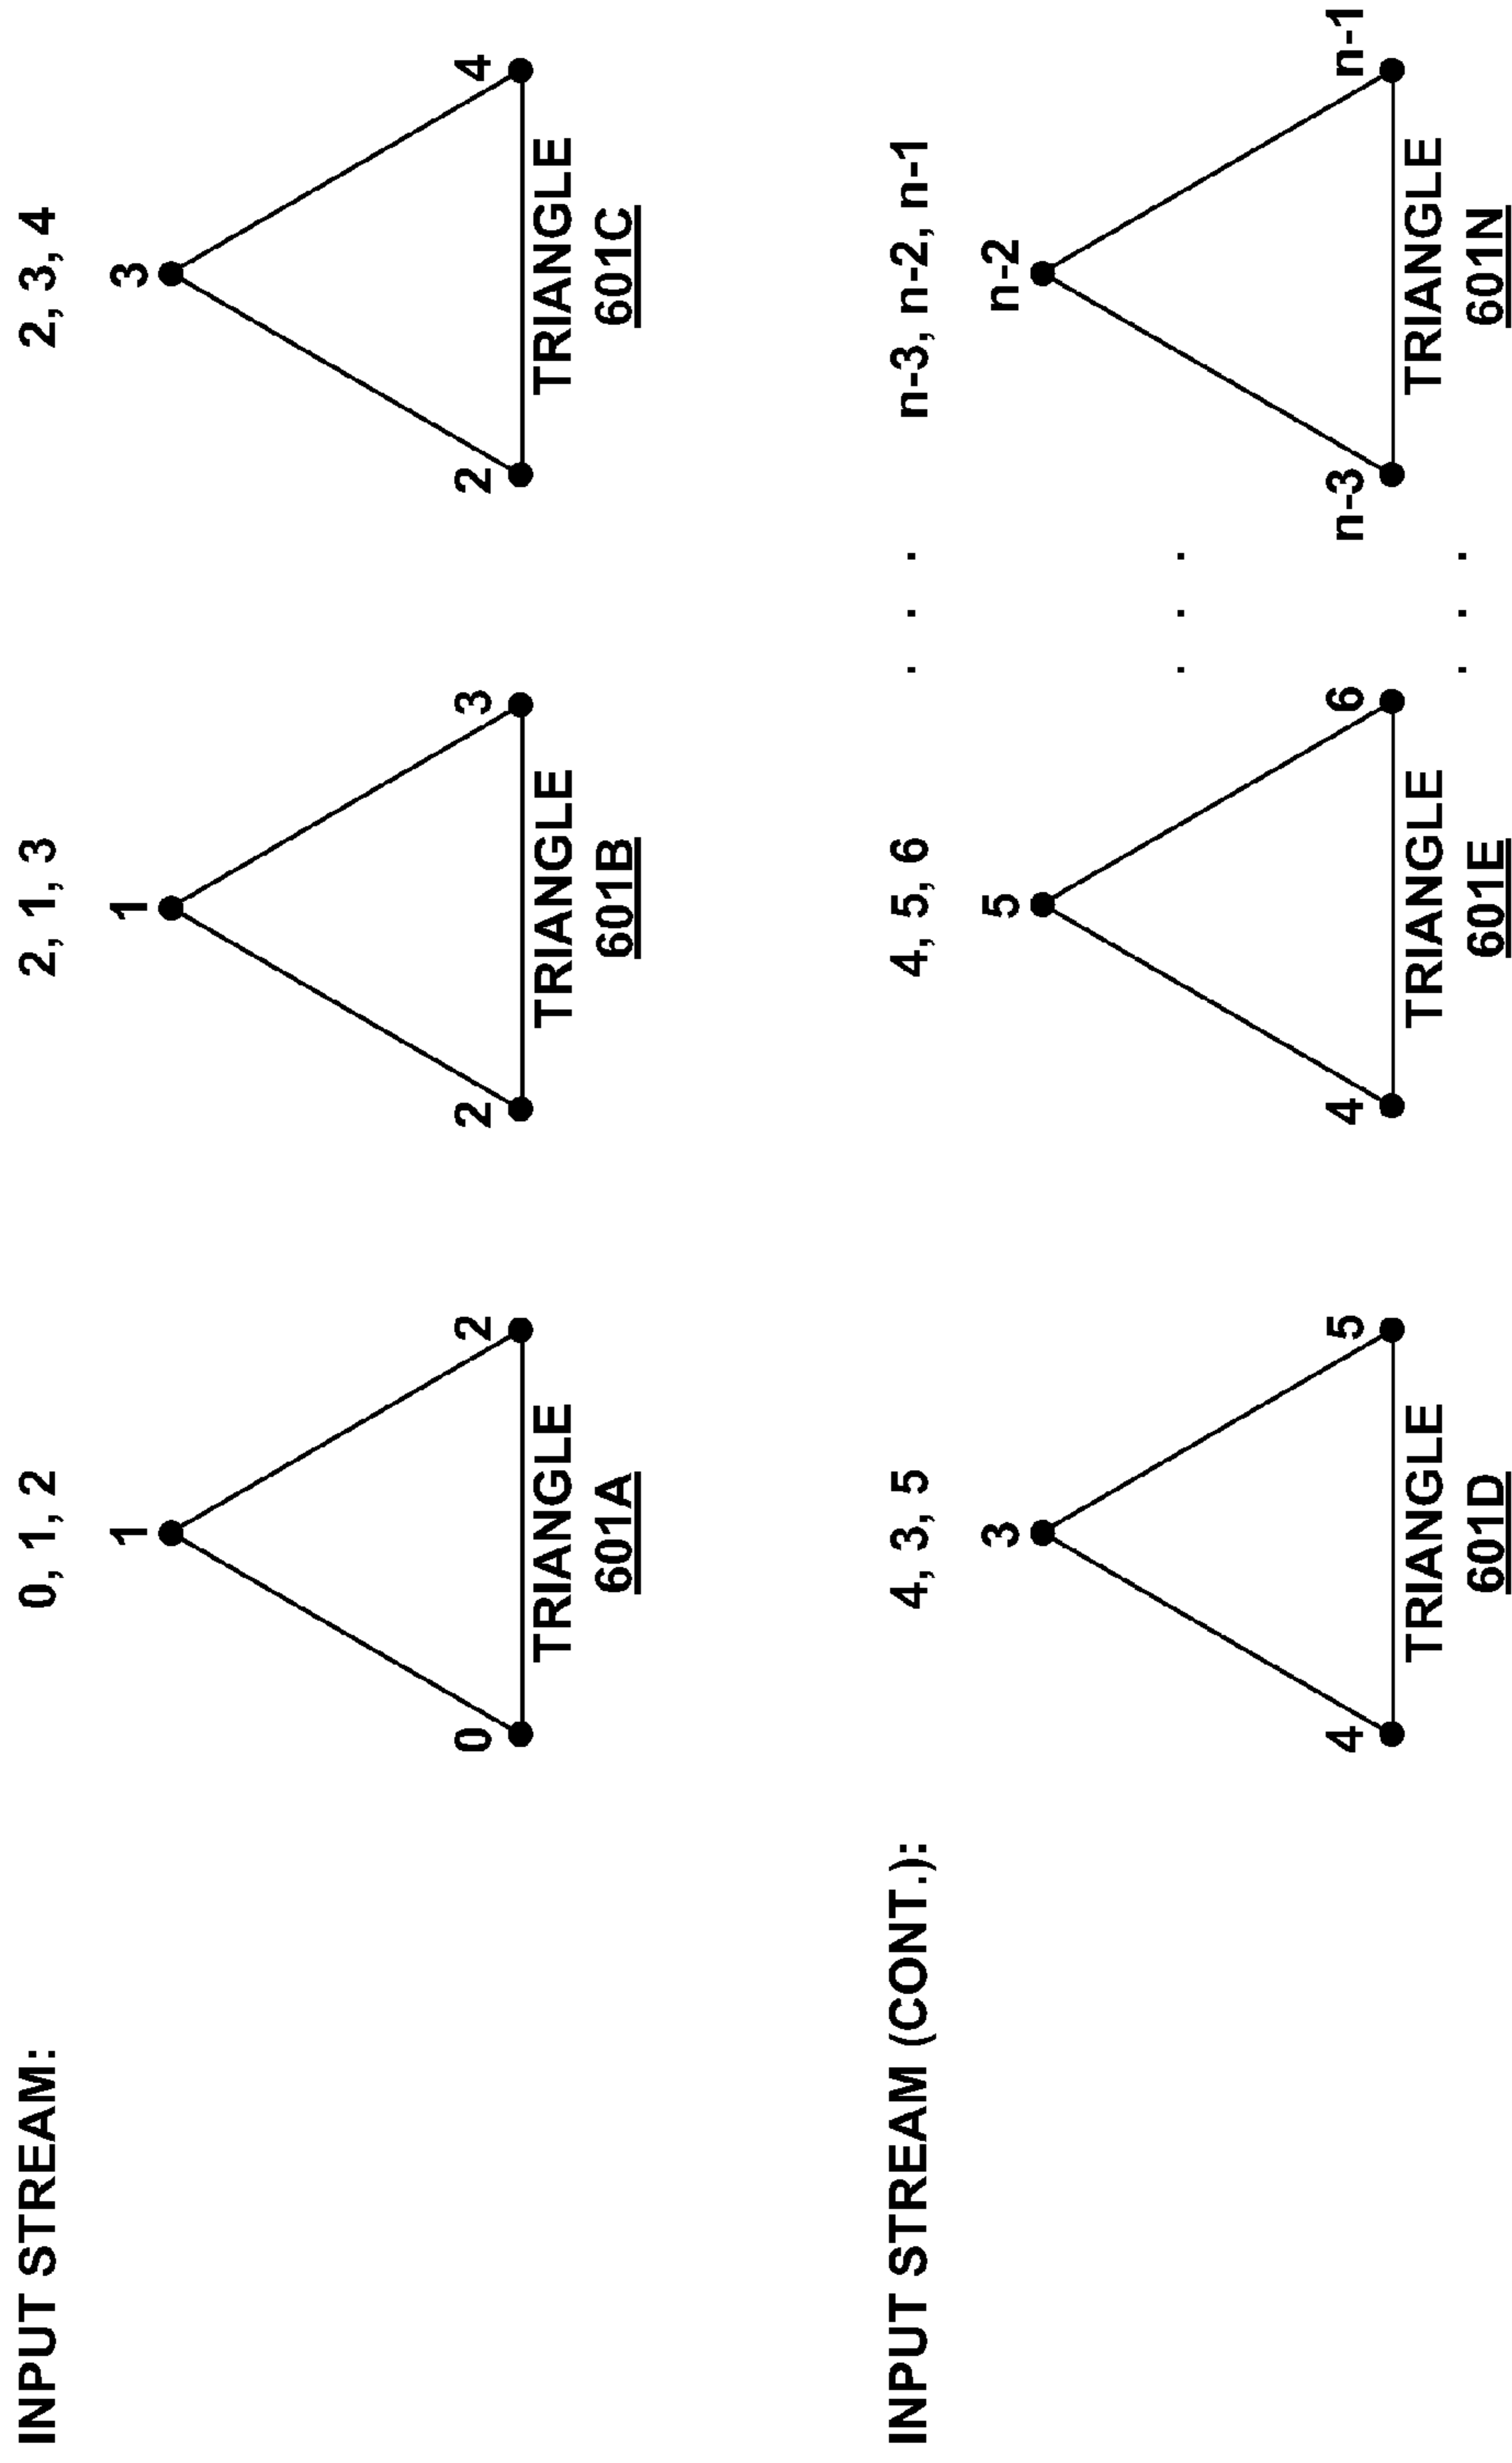 INPUT STREAM:
0, 1, 2
2, 1, 3
2, 3, 4
1
1
3
0
2
2
3
2
4
TRIANGLE
TRIANGLE
TRIANGLE
601A
601B
601C
INPUT STREAM (CONT.):
4, 3, 5
4, 5, 6
. . .
n-3, n-2, n-1
3
5
n-2
. . .
4
5
4
6
n-3
n-1
TRIANGLE
TRIANGLE
TRIANGLE
. . .
601D
601E
601N